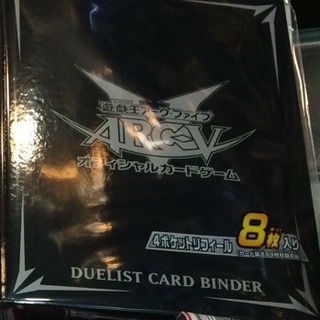 遊戯王アーク・ファイブ
ARC-V
オフィシャルカードゲーム
4ポケットリフィール
8枚入り
DUELIST CARD BINDER